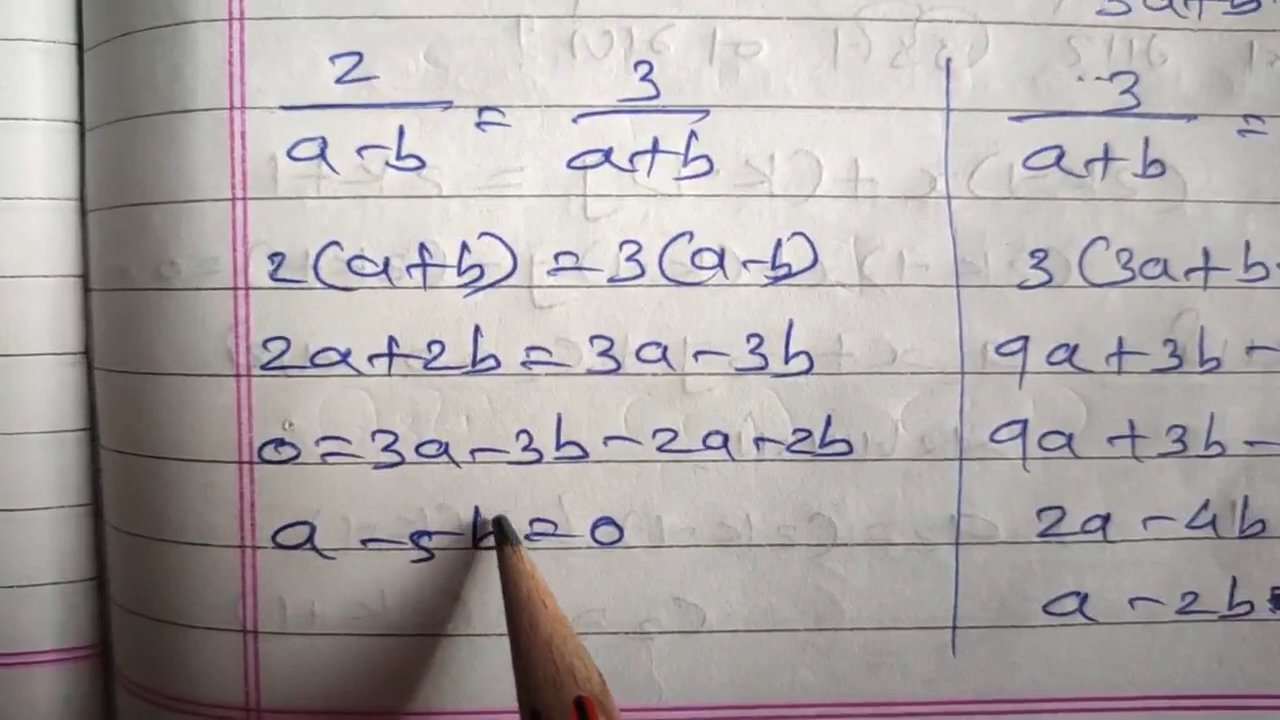 3a+b
2/(a-b) = 3/(a+b)
2(a+b) = 3(a-b)
2a+2b = 3a-3b
0 = 3a-3b-2a-2b
a-5b = 0
3/(a+b) =
3(3a+b-
9a+3b-
9a+3b-
2a-4b
a-2b